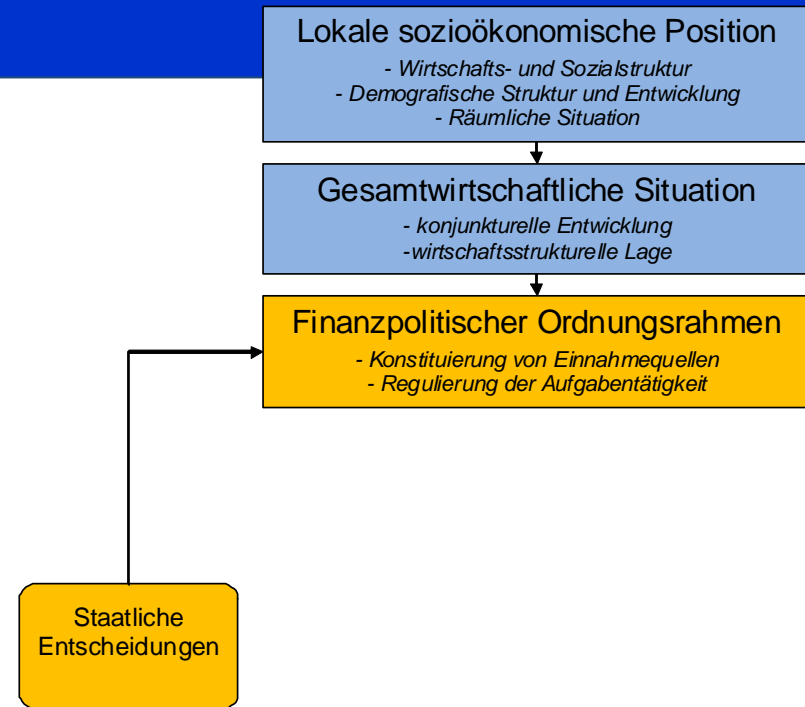 Lokale sozioökonomische Position
- Wirtschafts- und Sozialstruktur
- Demografische Struktur und Entwicklung
- Räumliche Situation
Gesamtwirtschaftliche Situation
- konjunkturelle Entwicklung
-wirtschaftsstrukturelle Lage
Finanzpolitischer Ordnungsrahmen
- Konstituierung von Einnahmequellen
- Regulierung der Aufgabentätigkeit
Staatliche
Entscheidungen